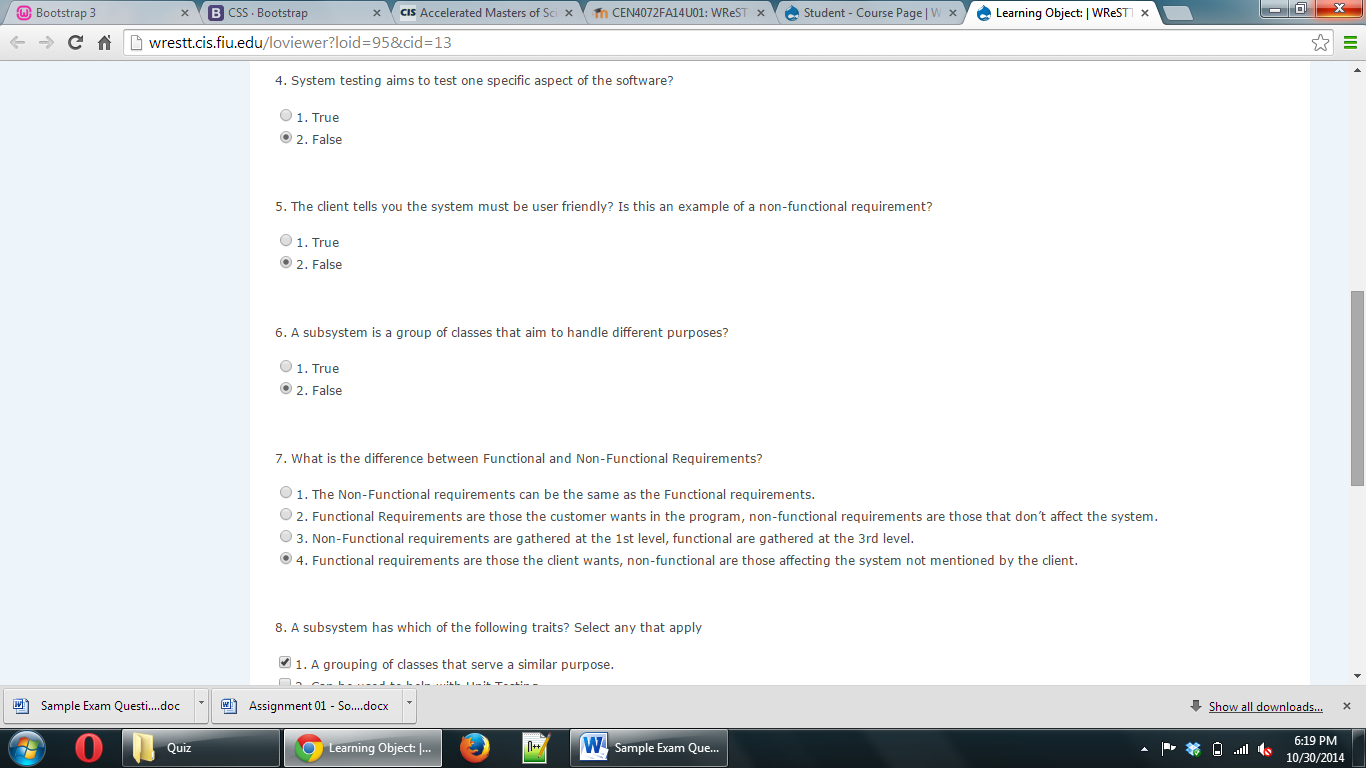 Bootstrap 3
CSS · Bootstrap
CIS Accelerated Masters of Sci
CEN4072FA14U01: WReST
Student - Course Page | W
Learning Object: | WReST
wrestt.cis.fiu.edu/loviewer?loid=95&cid=13
4. System testing aims to test one specific aspect of the software?
1. True
2. False
5. The client tells you the system must be user friendly? Is this an example of a non-functional requirement?
1. True
2. False
6. A subsystem is a group of classes that aim to handle different purposes?
1. True
2. False
7. What is the difference between Functional and Non-Functional Requirements?
1. The Non-Functional requirements can be the same as the Functional requirements.
2. Functional Requirements are those the customer wants in the program, non-functional requirements are those that don’t affect the system.
3. Non-Functional requirements are gathered at the 1st level, functional are gathered at the 3rd level.
4. Functional requirements are those the client wants, non-functional are those affecting the system not mentioned by the client.
8. A subsystem has which of the following traits? Select any that apply
1. A grouping of classes that serve a similar purpose.
2. Can be used to help with Unit Testing
Sample Exam Questi....doc
Assignment 01 - So....docx
Show all downloads...
Quiz
Learning Object: |...
Sample Exam Que...
6:19 PM
10/30/2014